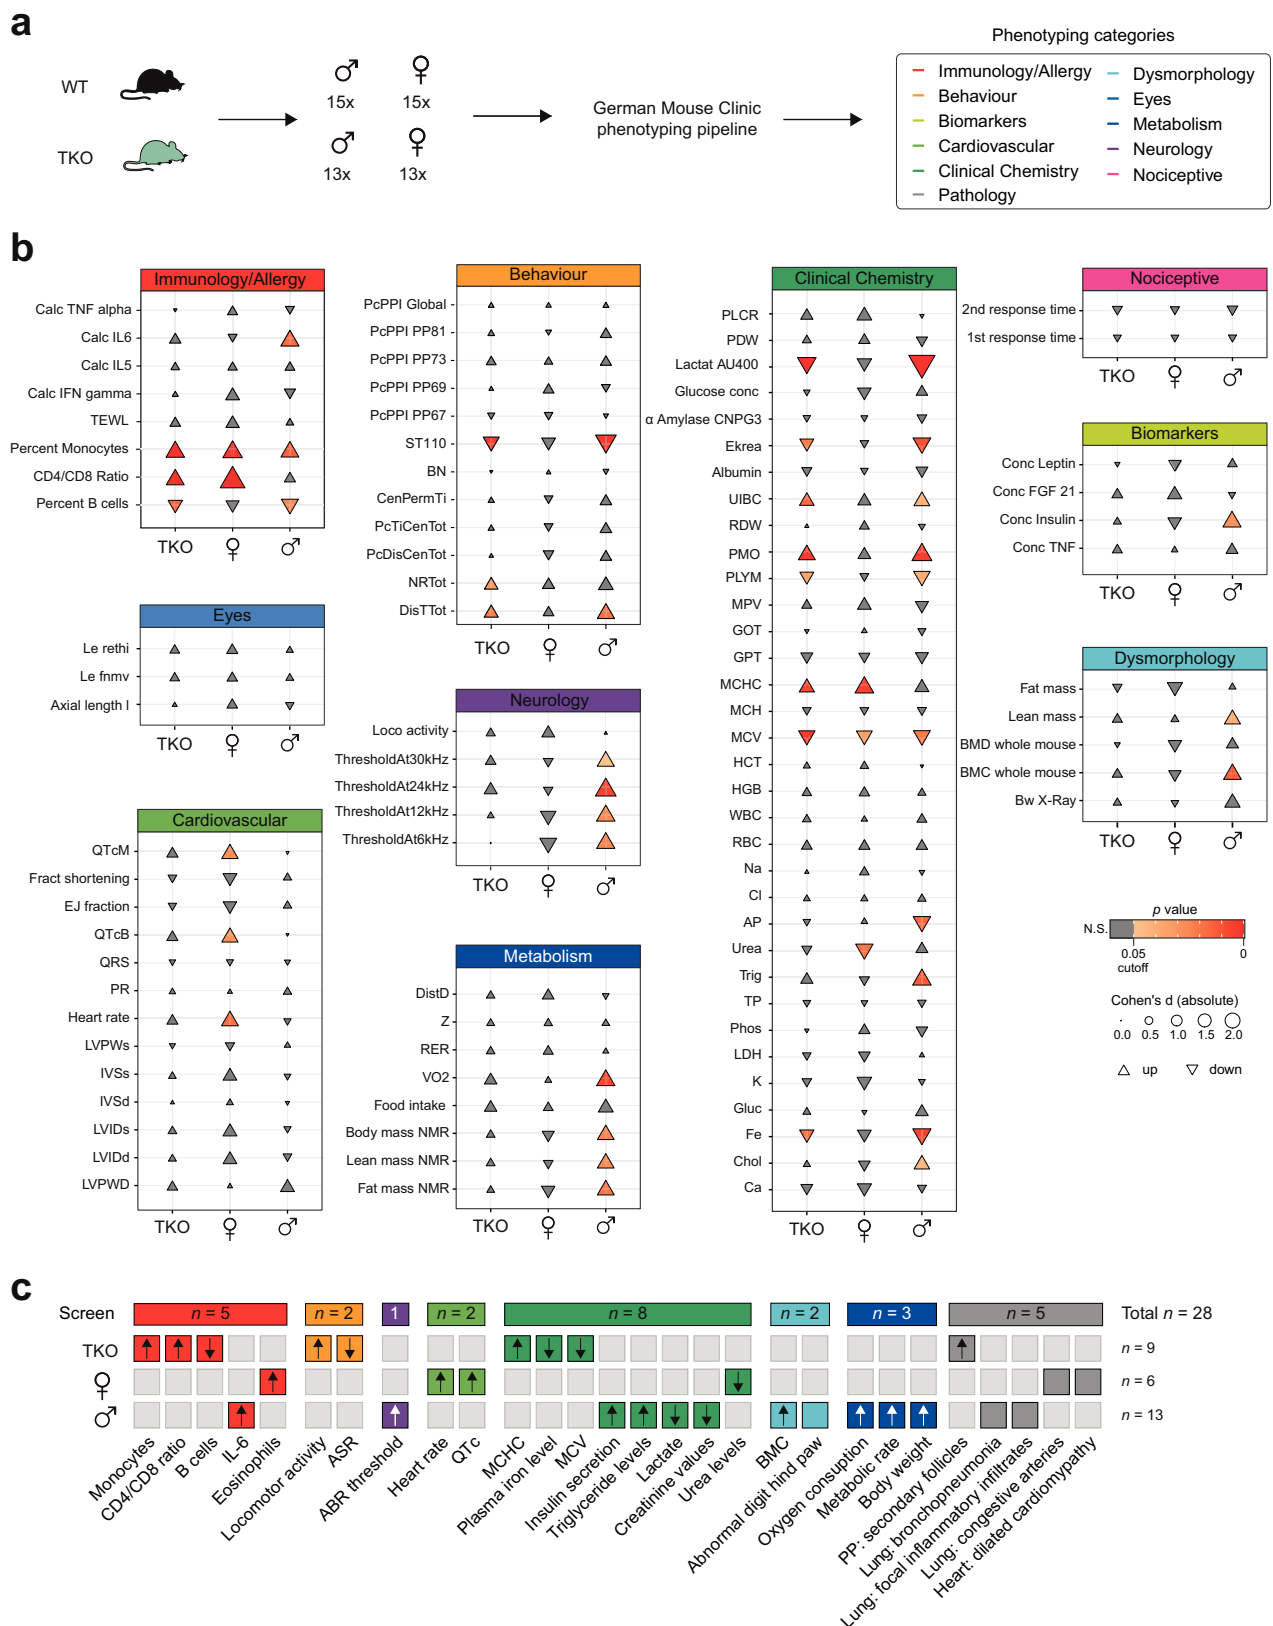 a
WT
TKO
♂
♀
15x
15x
♂
♀
13x
13x
German Mouse Clinic
phenotyping pipeline
Phenotyping categories
Immunology/Allergy
Behaviour
Biomarkers
Cardiovascular
Clinical Chemistry
Pathology
Dysmorphology
Eyes
Metabolism
Neurology
Nociceptive
b
Immunology/Allergy
Calc TNF alpha
Calc IL6
Calc IL5
Calc IFN gamma
TEWL
Percent Monocytes
CD4/CD8 Ratio
Percent B cells
TKO ♀ ♂
Eyes
Le rethi
Le fnmv
Axial length l
TKO ♀ ♂
Cardiovascular
QTcM
Fract shortening
EJ fraction
QTcB
QRS
PR
Heart rate
LVPWs
IVSs
IVSd
LVIDs
LVIDd
LVPWD
TKO ♀ ♂
Behaviour
PcPPI Global
PcPPI PP81
PcPPI PP73
PcPPI PP69
PcPPI PP67
ST110
BN
CenPermTi
PcTiCenTot
PcDisCenTot
NRTot
DisTTot
TKO ♀ ♂
Neurology
Loco activity
ThresholdAt30kHz
ThresholdAt24kHz
ThresholdAt12kHz
ThresholdAt6kHz
TKO ♀ ♂
Metabolism
DistD
Z
RER
VO2
Food intake
Body mass NMR
Lean mass NMR
Fat mass NMR
TKO ♀ ♂
Clinical Chemistry
PLCR
PDW
Lactat AU400
Glucose conc
α Amylase CNPG3
Ekrea
Albumin
UIBC
RDW
PMO
PLYM
MPV
GOT
GPT
MCHC
MCH
MCV
HCT
HGB
WBC
RBC
Na
Cl
AP
Urea
Trig
TP
Phos
LDH
K
Gluc
Fe
Chol
Ca
TKO ♀ ♂
Nociceptive
2nd response time
1st response time
TKO ♀ ♂
Biomarkers
Conc Leptin
Conc FGF 21
Conc Insulin
Conc TNF
TKO ♀ ♂
Dysmorphology
Fat mass
Lean mass
BMD whole mouse
BMC whole mouse
Bw X-Ray
TKO ♀ ♂
p value
N.S.
0.05
0
cutoff
Cohen's d (absolute)
0.0 0.5 1.0 1.5 2.0
up
down
c
Screen n = 5 n = 2 1 n = 2 n = 8 n = 2 n = 3 n = 5 Total n = 28
TKO n = 9
♀ n = 6
♂ n = 13
Monocytes
CD4/CD8 ratio
B cells
IL-6
Eosinophils
Locomotor activity
ASR
ABR threshold
Heart rate
QTc
MCHC
Plasma iron level
MCV
Insulin secretion
Triglyceride levels
Lactate
Creatinine values
Urea levels
BMC
Abnormal digit hind paw
Oxygen consuption
Metabolic rate
Body weight
PP: secondary follicles
Lung: bronchopneumonia
Lung: focal inflammatory infiltrates
Lung: congestive arteries
Heart: dilated cardiomypathy